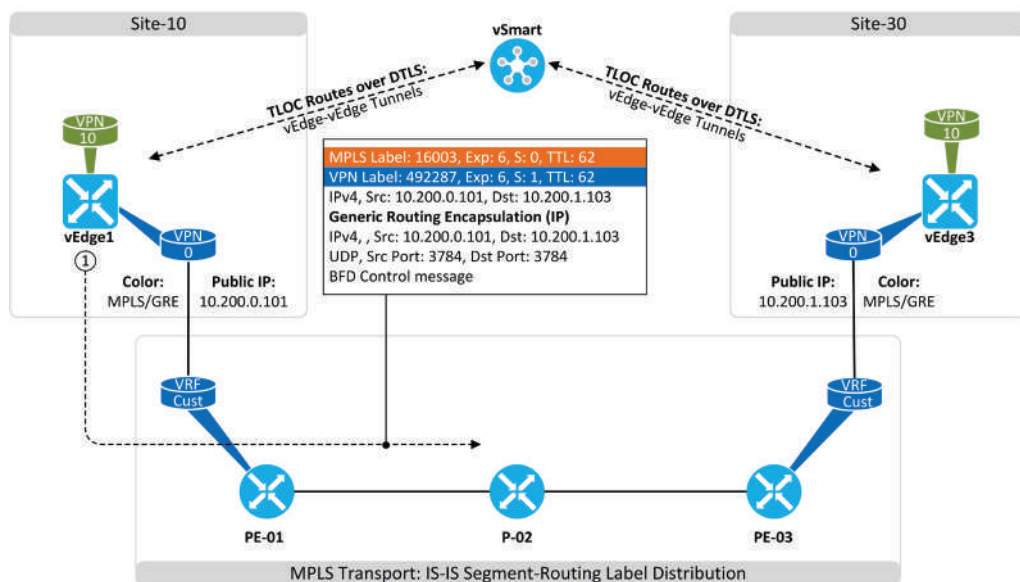 Site-10
vSmart
Site-30
TLOC Routes over DTLS:
vEdge-vEdge Tunnels
TLOC Routes over DTLS:
vEdge-vEdge Tunnels
VPN
10
VPN
10
MPLS Label: 16003, Exp: 6, S: 0, TTL: 62
VPN Label: 492287, Exp: 6, S: 1, TTL: 62
IPv4, Src: 10.200.0.101, Dst: 10.200.1.103
Generic Routing Encapsulation (IP)
IPv4, , Src: 10.200.0.101, Dst: 10.200.1.103
UDP, Src Port: 3784, Dst Port: 3784
BFD Control message
vEdge1
vEdge3
VPN
0
VPN
0
1
Color:
MPLS/GRE
Public IP:
10.200.0.101
Public IP:
10.200.1.103
Color:
MPLS/GRE
VRF
Cust
VRF
Cust
PE-01
P-02
PE-03
MPLS Transport: IS-IS Segment-Routing Label Distribution